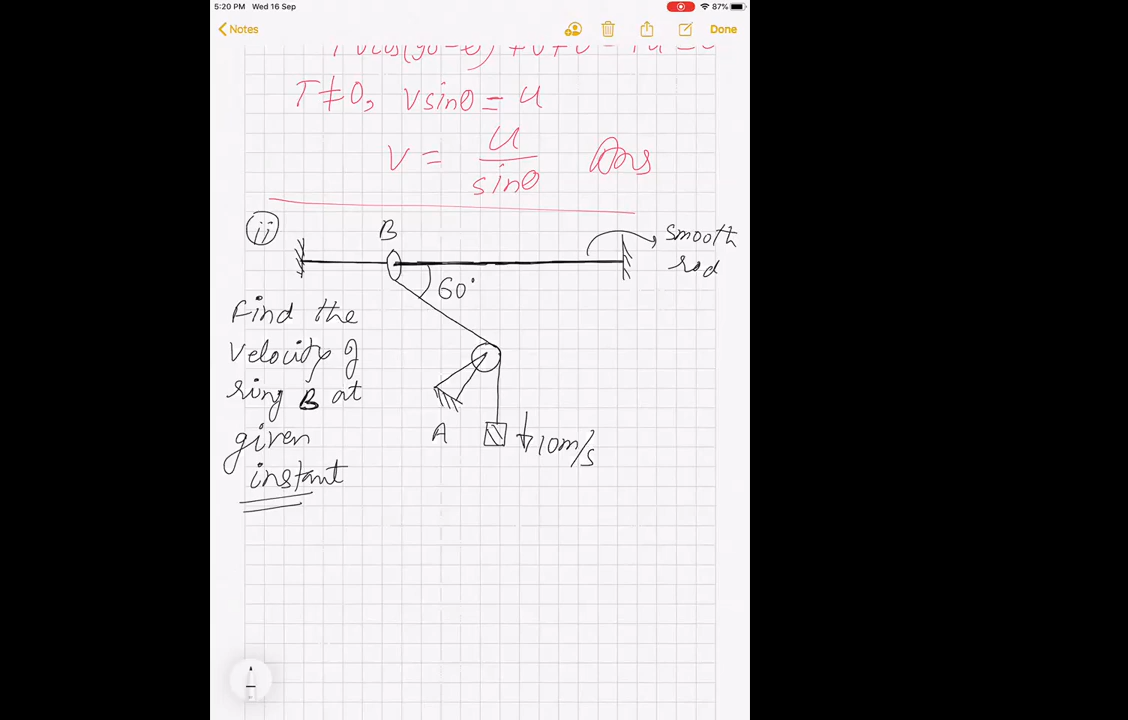 5:20 PM Wed 16 Sep
87%
Notes
Done
T≠0, vsinθ = u
v = u/sinθ Ans
ii
B
smooth
rod
60°
Find the
velocity of
ring B at
given
instant
A
10m/s